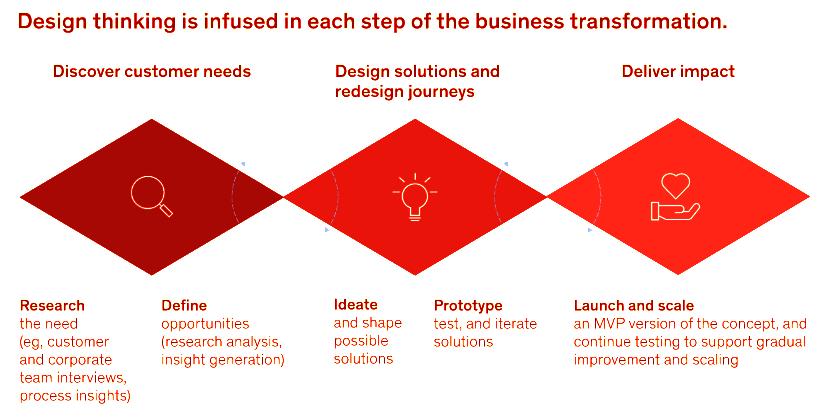 Design thinking is infused in each step of the business transformation.
Discover customer needs
Design solutions and
redesign journeys
Deliver impact
Research
the need
(eg, customer
and corporate
team interviews,
process insights)
Define
opportunities
(research analysis,
insight generation)
Ideate
and shape
possible
solutions
Prototype
test, and iterate
solutions
Launch and scale
an MVP version of the concept, and
continue testing to support gradual
improvement and scaling